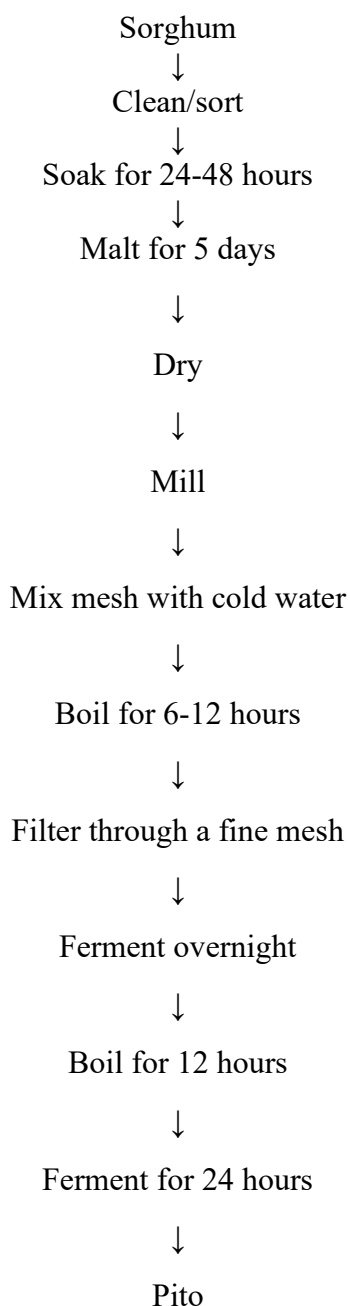 Sorghum
↓
Clean/sort
↓
Soak for 24-48 hours
↓
Malt for 5 days
↓
Dry
↓
Mill
↓
Mix mesh with cold water
↓
Boil for 6-12 hours
↓
Filter through a fine mesh
↓
Ferment overnight
↓
Boil for 12 hours
↓
Ferment for 24 hours
↓
Pito